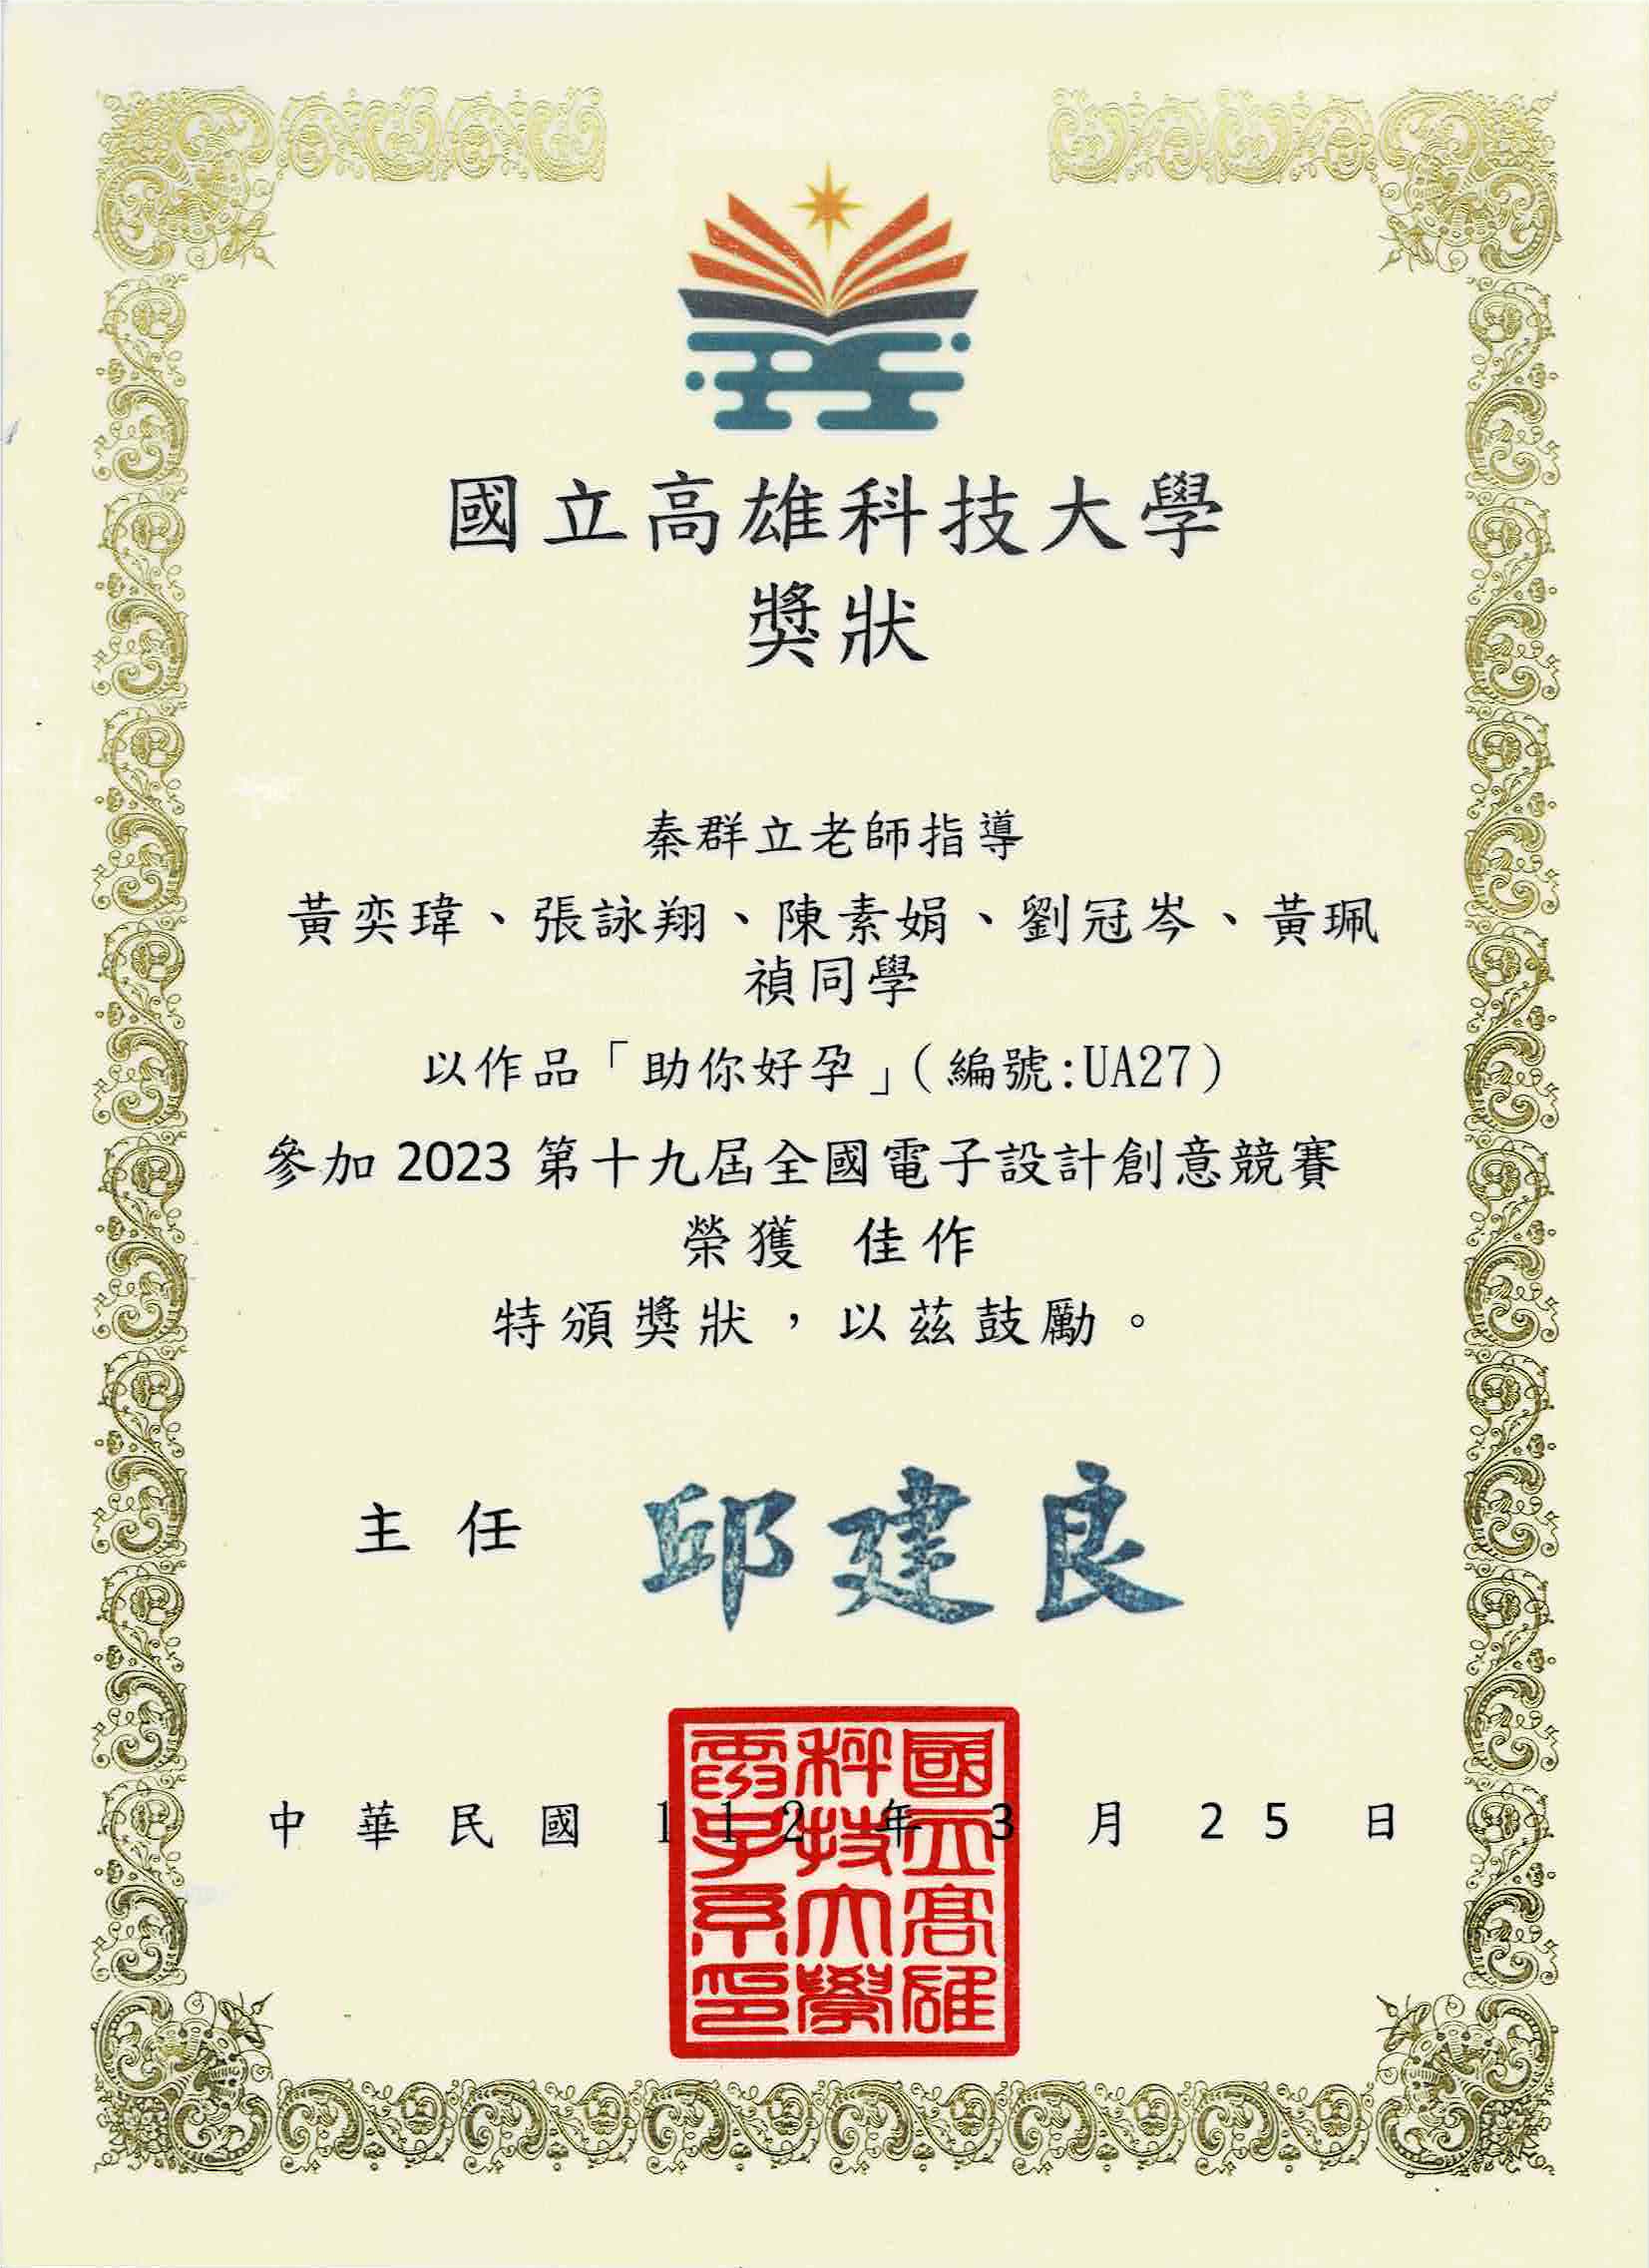 國立高雄科技大學
獎狀
秦群立老師指導
黃奕瑋、張詠翔、陳素娟、劉冠岑、黃珮
禎同學
以作品「助你好孕」(編號:UA27)
參加 2023 第十九屆全國電子設計創意競賽
榮獲 佳作
特頒獎狀，以茲鼓勵。
主任 邱建良
中華民國 112 年 3 月 25 日
國立高雄
科技大學
電子系印